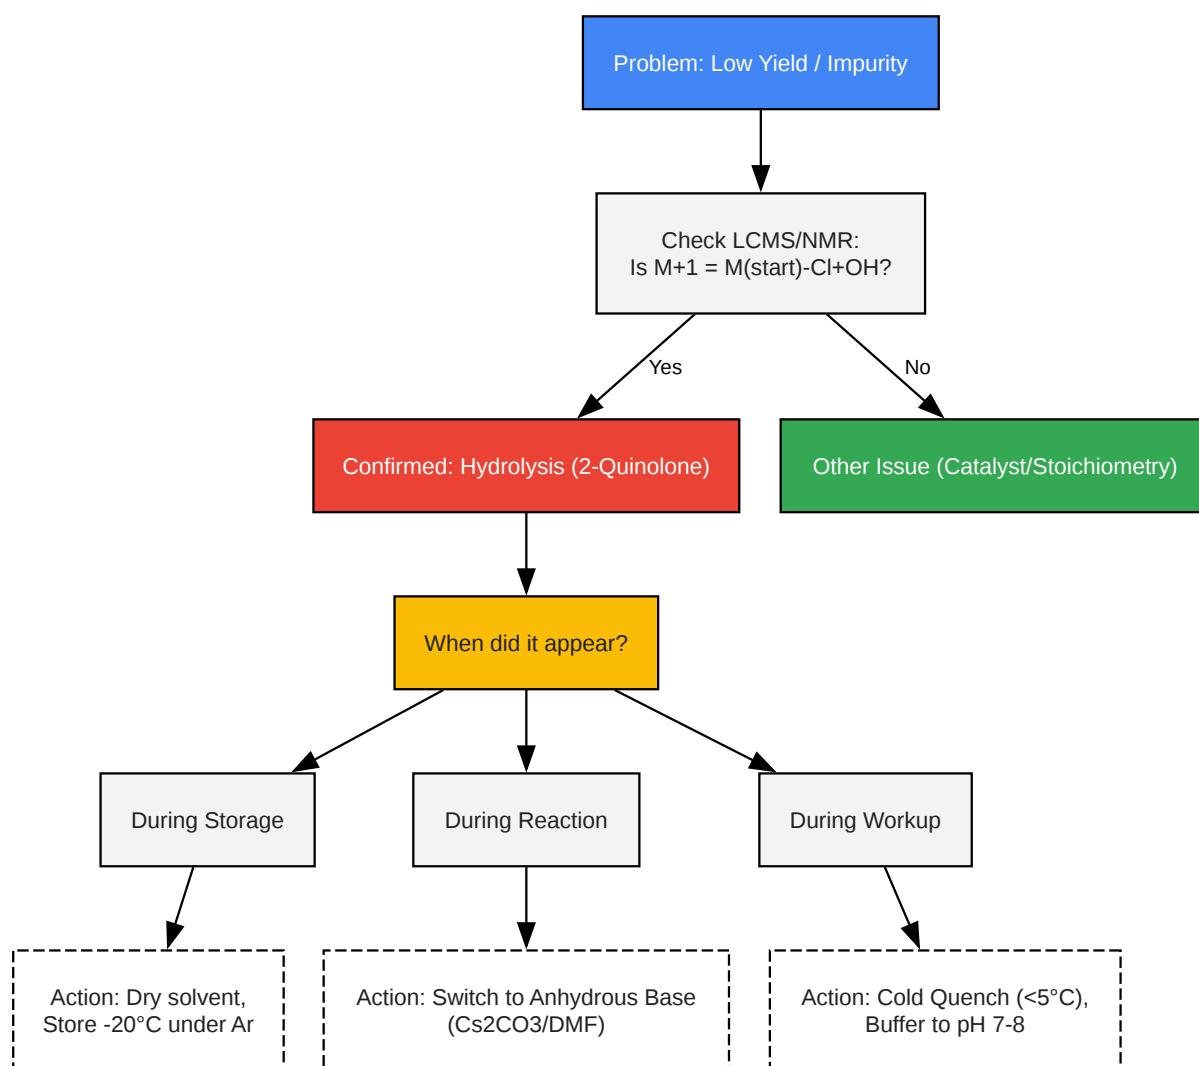 Problem: Low Yield / Impurity
Check LCMS/NMR:
Is M+1 = M(start)-Cl+OH?
Yes
No
Confirmed: Hydrolysis (2-Quinolone)
Other Issue (Catalyst/Stoichiometry)
When did it appear?
During Storage
During Reaction
During Workup
Action: Dry solvent,
Store -20°C under Ar
Action: Switch to Anhydrous Base
(Cs2CO3/DMF)
Action: Cold Quench (<5°C),
Buffer to pH 7-8